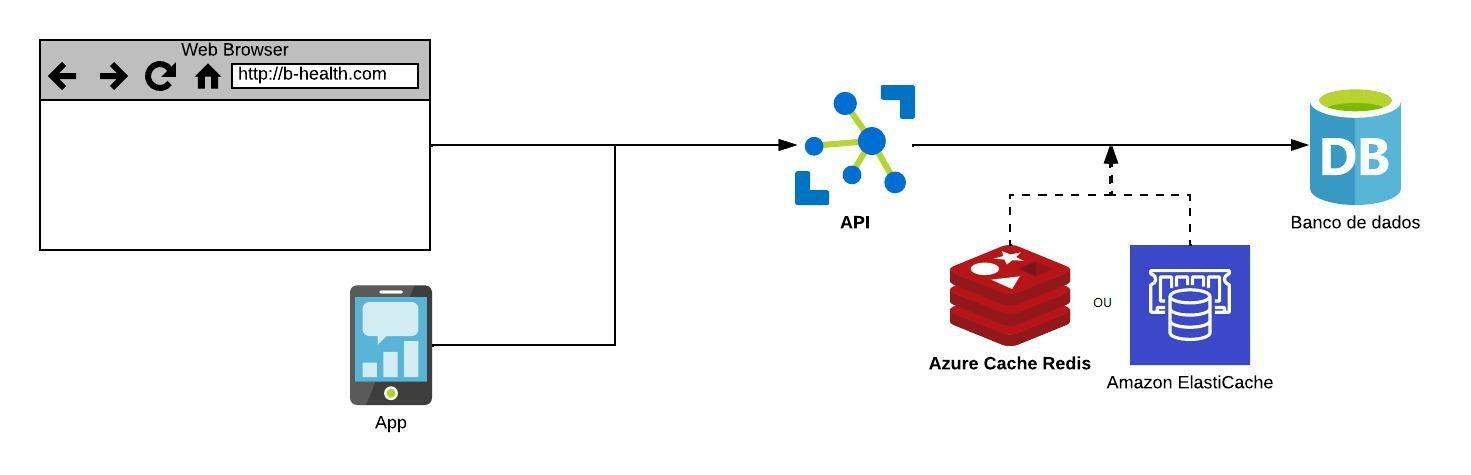 Web Browser
http://b-health.com
API
DB
Banco de dados
OU
Azure Cache Redis
Amazon ElastiCache
App